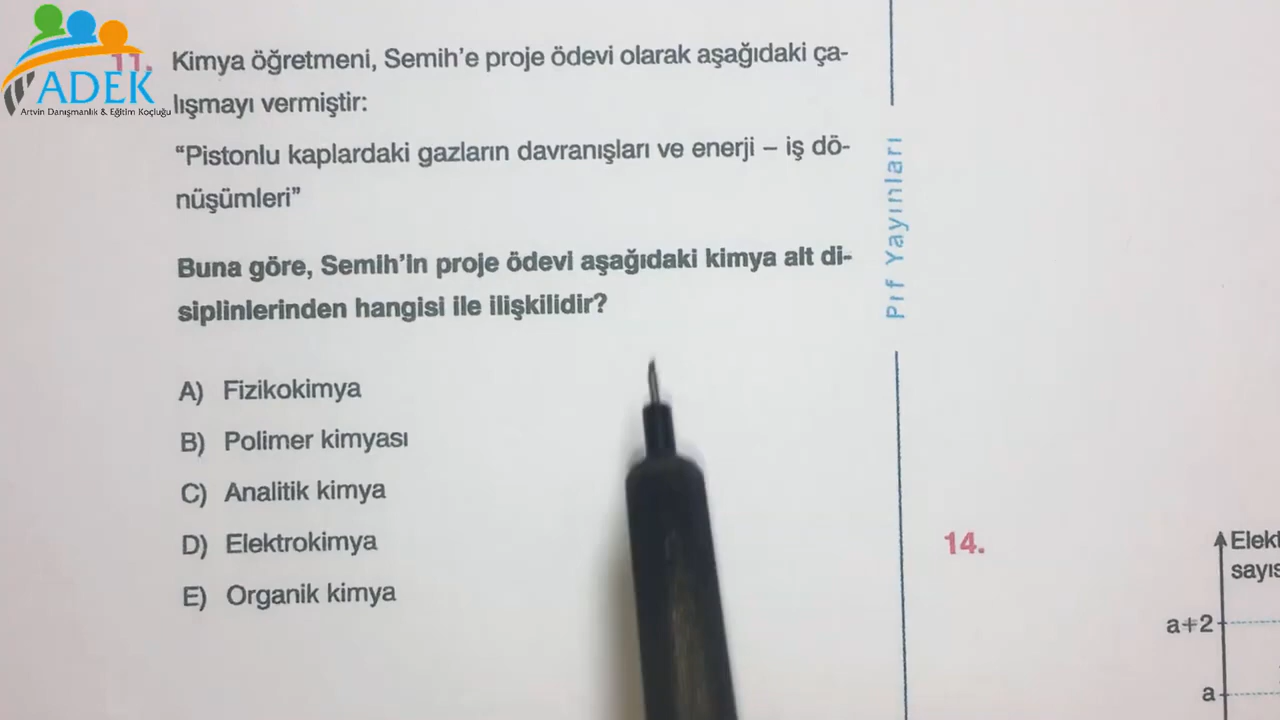 ADEK
Artvin Danışmanlık & Eğitim Koçluğu
11. Kimya öğretmeni, Semih’e proje ödevi olarak aşağıdaki ça-
lışmayı vermiştir:
“Pistonlu kaplardaki gazların davranışları ve enerji – iş dö-
nüşümleri”
Buna göre, Semih’in proje ödevi aşağıdaki kimya alt di-
siplinlerinden hangisi ile ilişkilidir?
A) Fizikokimya
B) Polimer kimyası
C) Analitik kimya
D) Elektrokimya
E) Organik kimya
Pıf Yayınları
14.
a+2
a